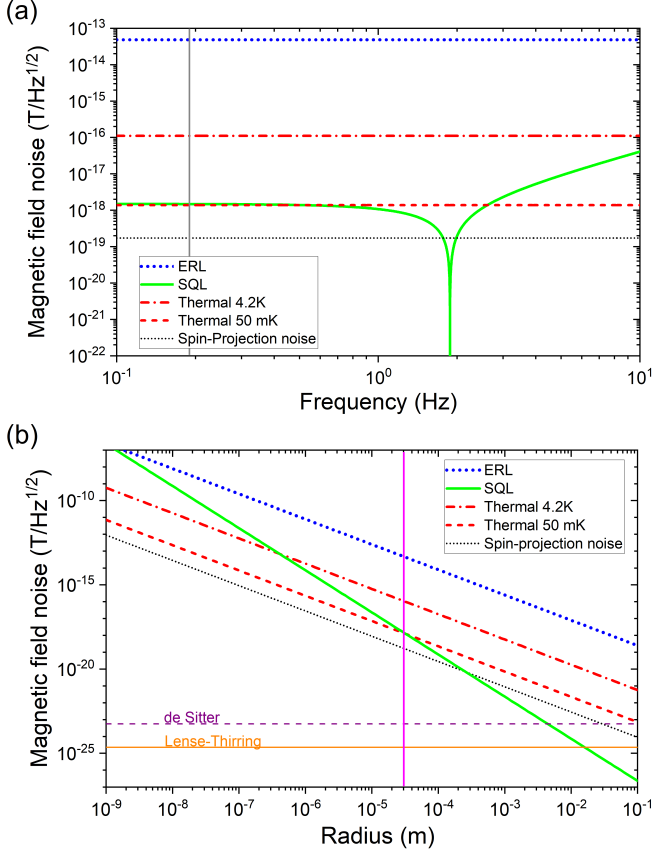 (a)
Magnetic field noise (T/Hz^1/2)
10^-13
10^-14
10^-15
10^-16
10^-17
10^-18
10^-19
10^-20
10^-21
10^-22
ERL
SQL
Thermal 4.2K
Thermal 50 mK
Spin-Projection noise
10^-1
10^0
10^1
Frequency (Hz)
(b)
Magnetic field noise (T/Hz^1/2)
10^-10
10^-15
10^-20
10^-25
ERL
SQL
Thermal 4.2K
Thermal 50 mK
Spin-projection noise
de Sitter
Lense-Thirring
10^-9
10^-8
10^-7
10^-6
10^-5
10^-4
10^-3
10^-2
10^-1
Radius (m)